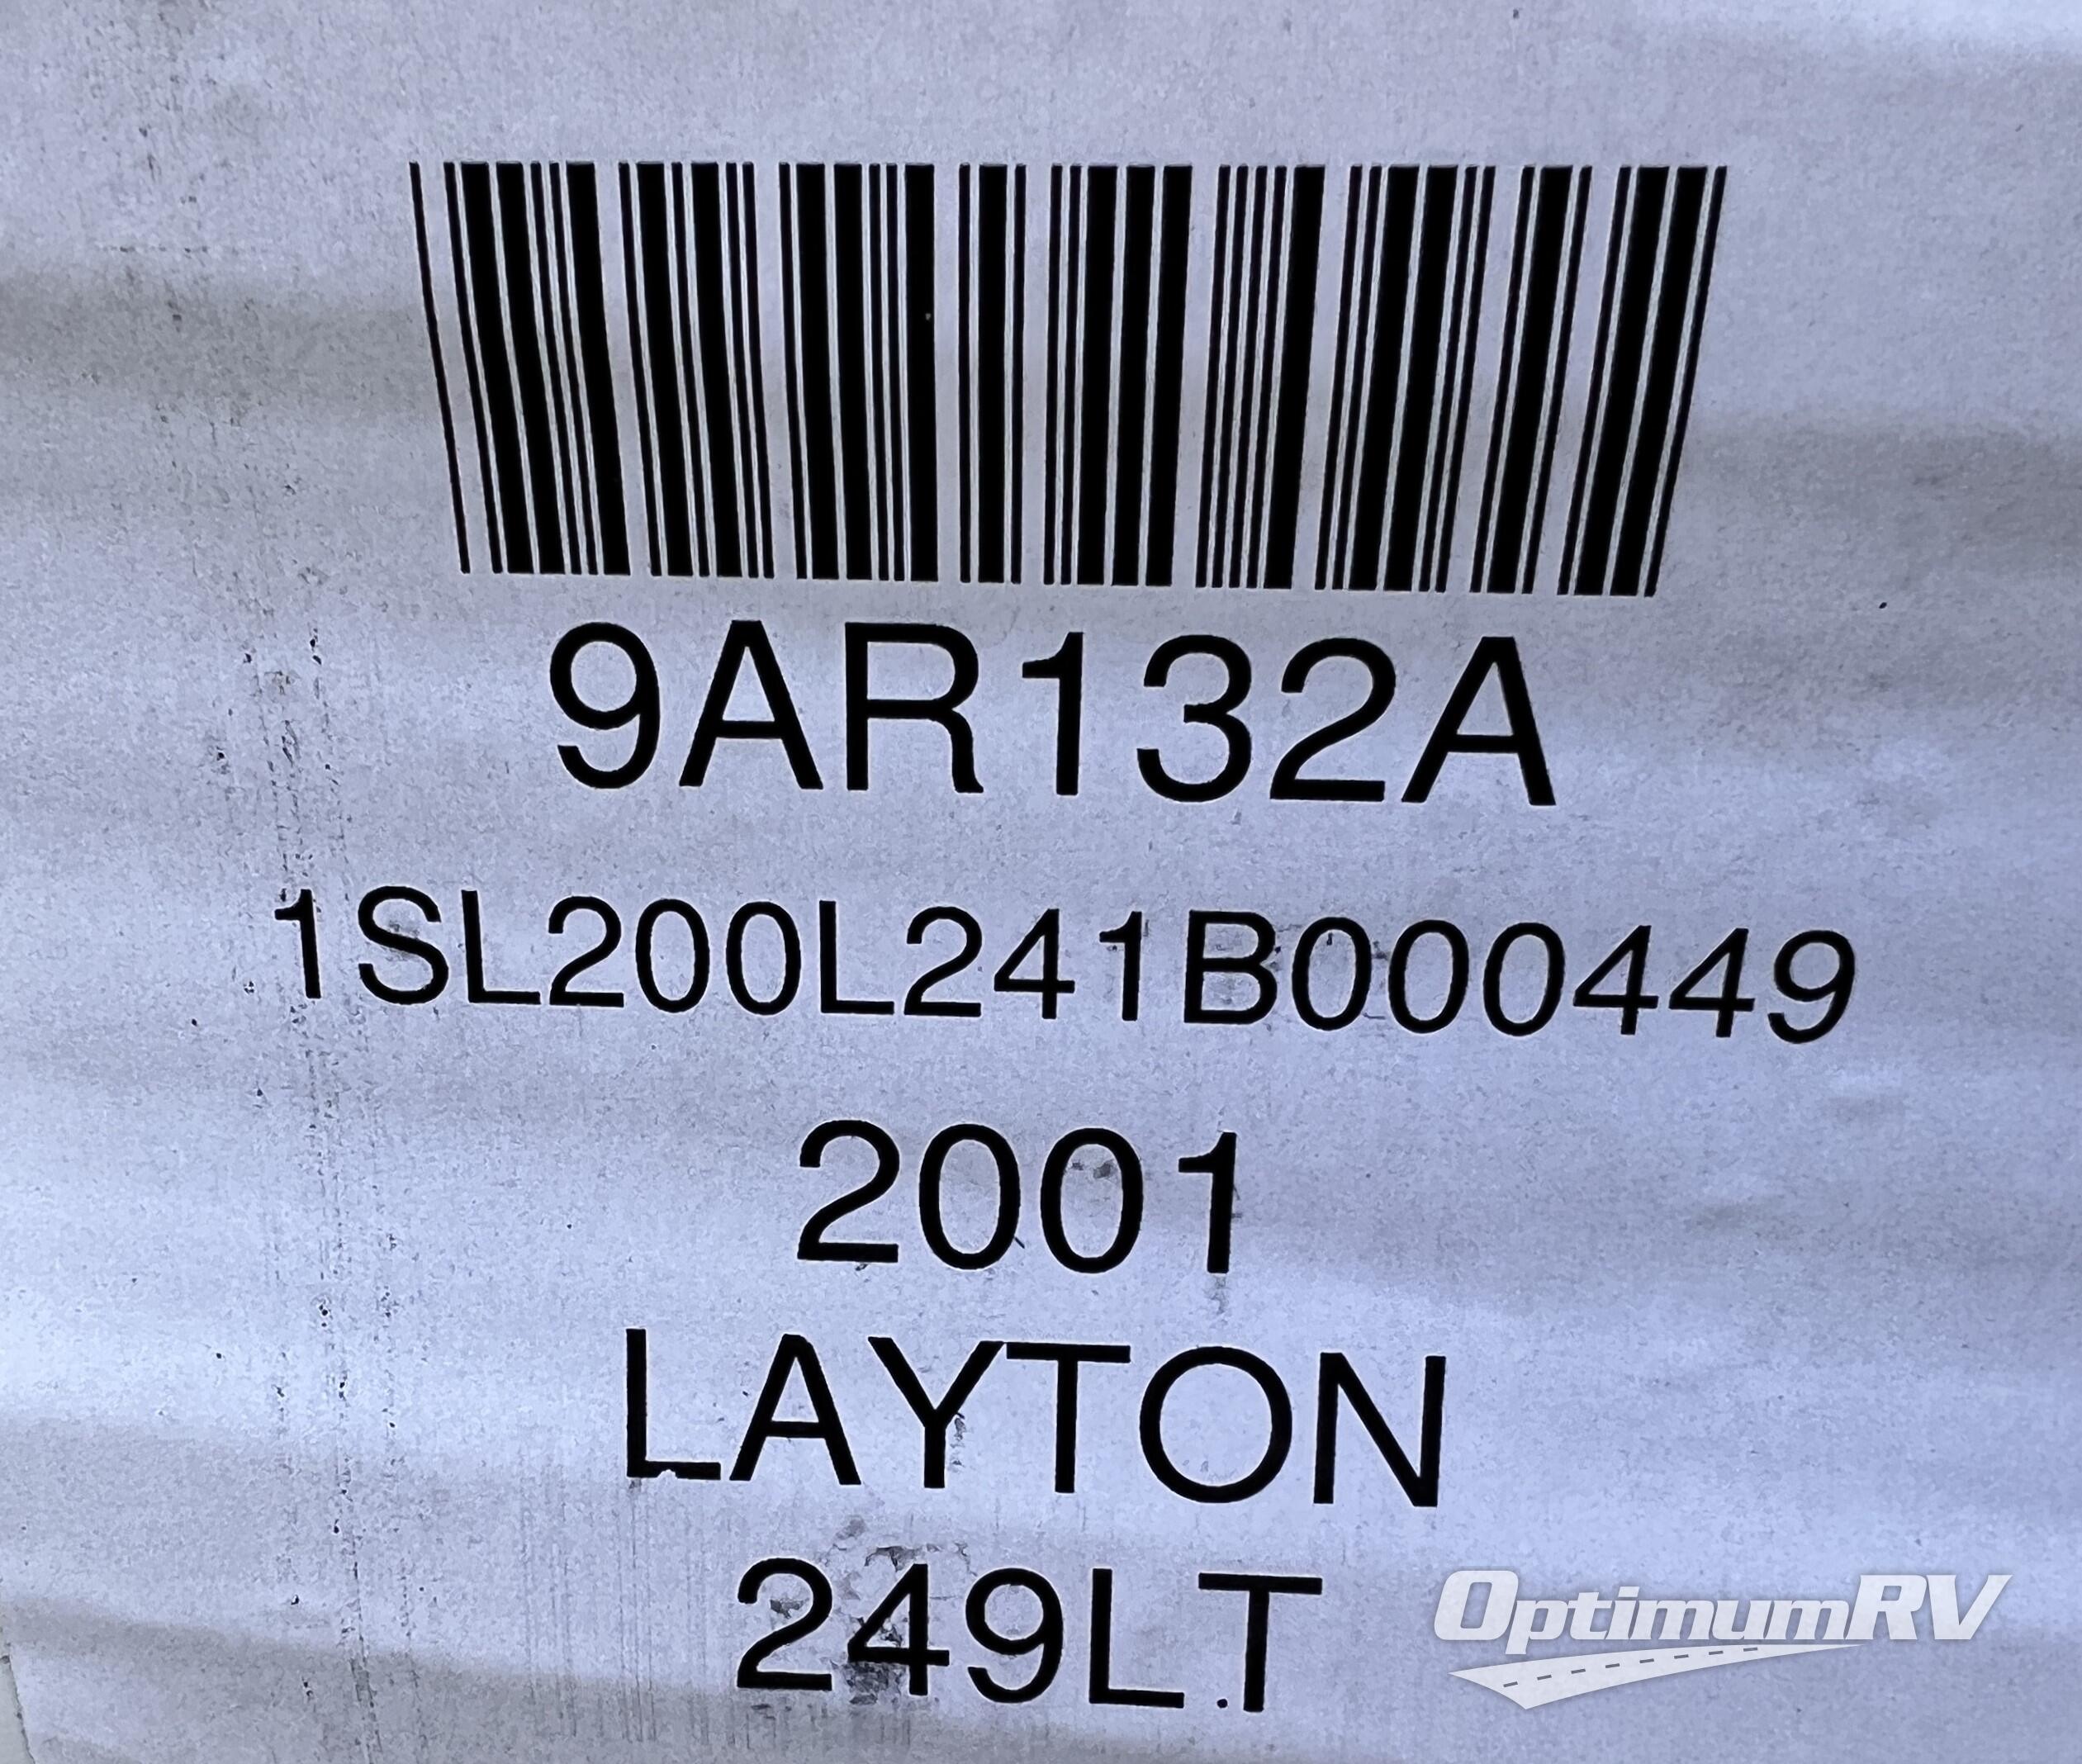 9AR132A
1SL200L241B000449
2001
LAYTON
249LT
OptimumRV